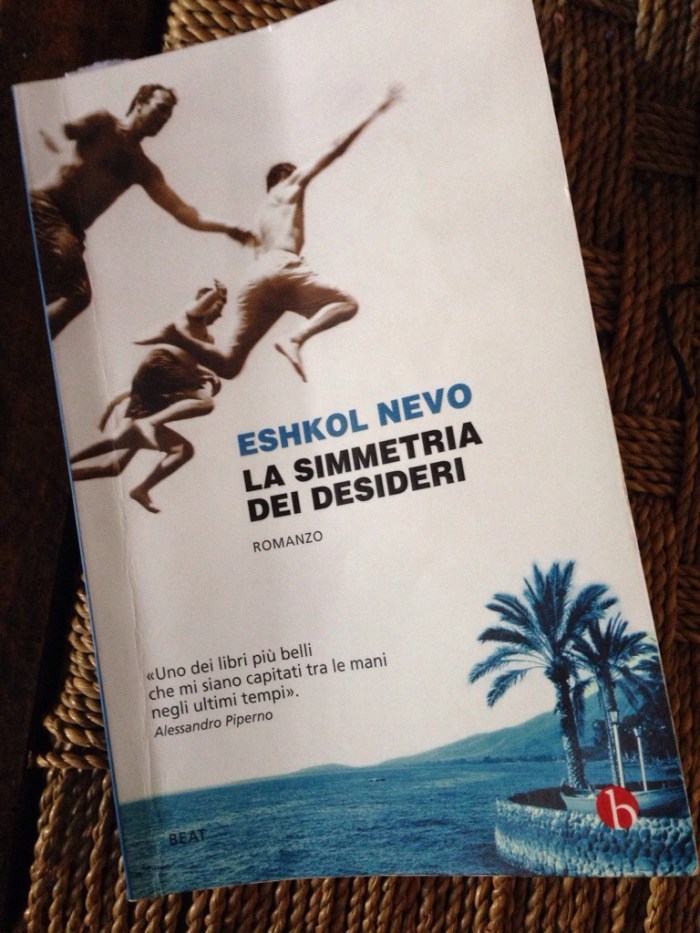 ESHKOL NEVO
LA SIMMETRIA
DEI DESIDERI
ROMANZO
«Uno dei libri più belli
che mi siano capitati tra le mani
negli ultimi tempi».
Alessandro Piperno
BEAT
b